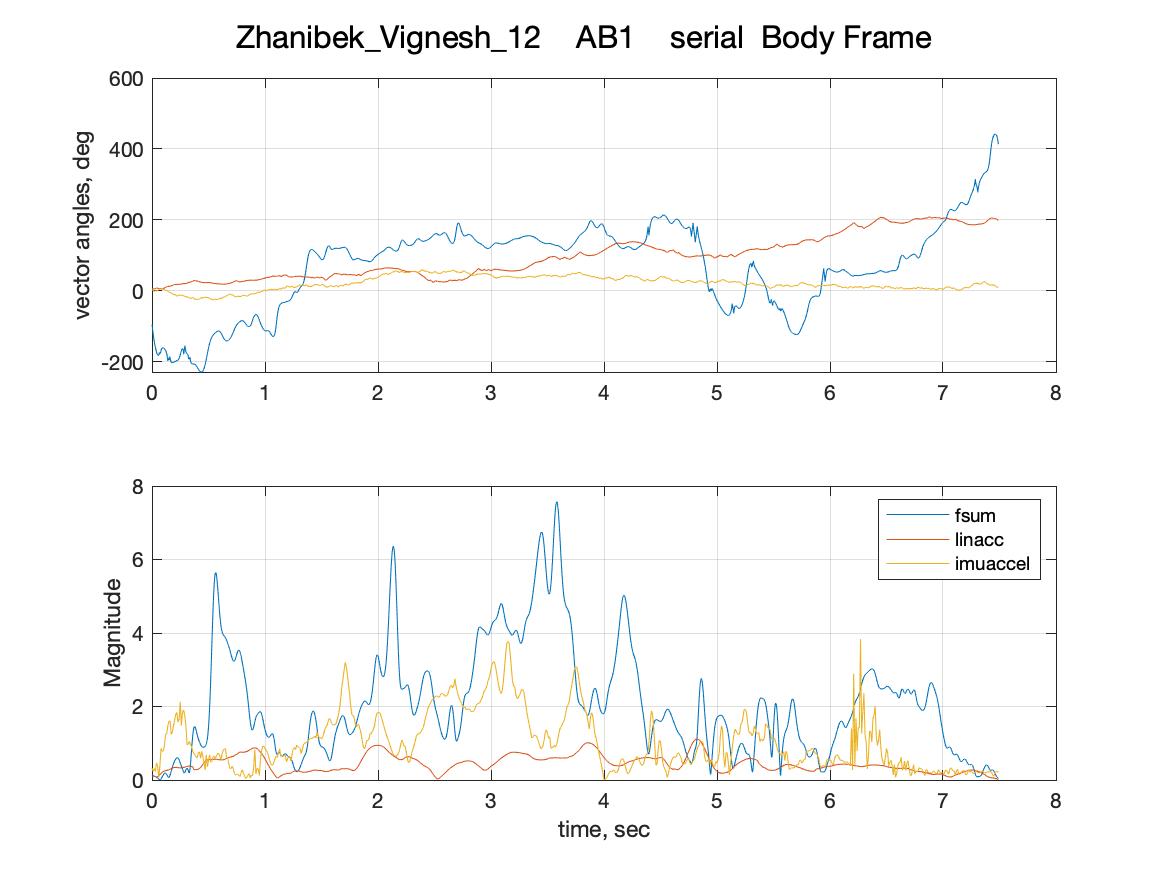 Zhanibek_Vignesh_12 AB1 serial Body Frame
600
400
200
0
-200
vector angles, deg
0 1 2 3 4 5 6 7 8
8
6
4
2
0
Magnitude
fsum
linacc
imuaccel
0 1 2 3 4 5 6 7 8
time, sec